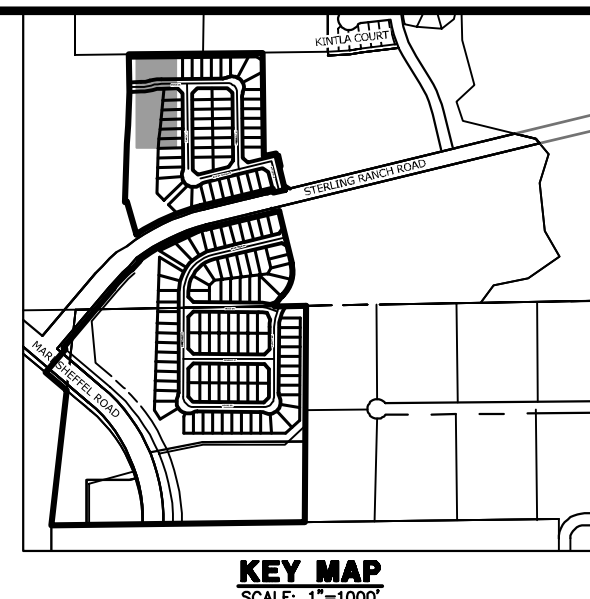 KINTLA COURT
STERLING RANCH ROAD
MARKSHEFFEL ROAD
KEY MAP
SCALE: 1"=1000'